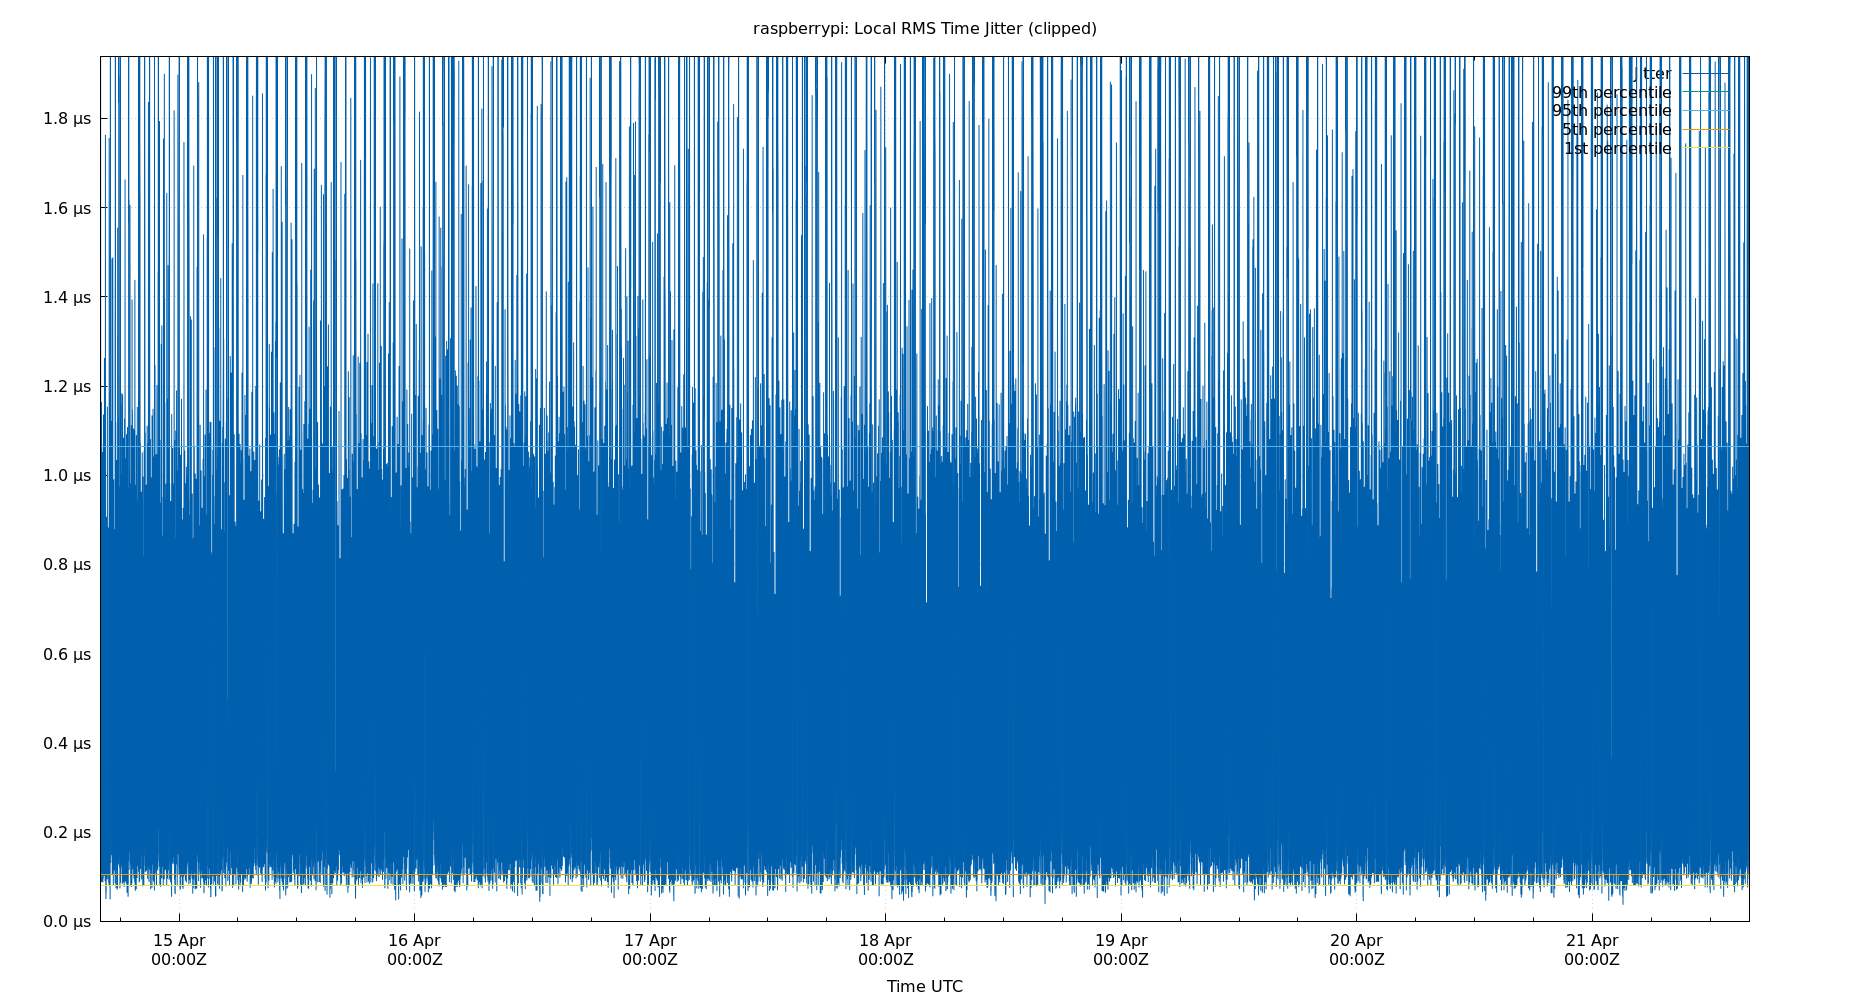 raspberrypi: Local RMS Time Jitter (clipped)
Jitter
99th percentile
95th percentile
5th percentile
1st percentile
1.8 µs
1.6 µs
1.4 µs
1.2 µs
1.0 µs
0.8 µs
0.6 µs
0.4 µs
0.2 µs
0.0 µs
15 Apr 16 Apr 17 Apr 18 Apr 19 Apr 20 Apr 21 Apr
00:00Z 00:00Z 00:00Z 00:00Z 00:00Z 00:00Z 00:00Z
Time UTC